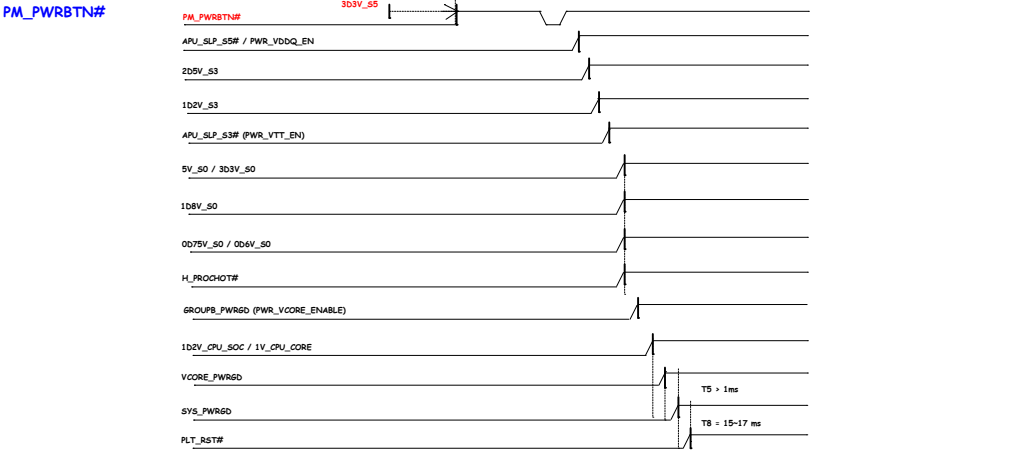 PM_PWRBTN#
3D3V_S5
PM_PWRBTN#
APU_SLP_S5# / PWR_VDDQ_EN
2D5V_S3
1D2V_S3
APU_SLP_S3# (PWR_VTT_EN)
5V_S0 / 3D3V_S0
1D8V_S0
0D75V_S0 / 0D6V_S0
H_PROCHOT#
GROUPB_PWRGD (PWR_VCORE_ENABLE)
1D2V_CPU_SOC / 1V_CPU_CORE
VCORE_PWRGD
T5 > 1ms
SYS_PWRGD
T8 = 15~17 ms
PLT_RST#